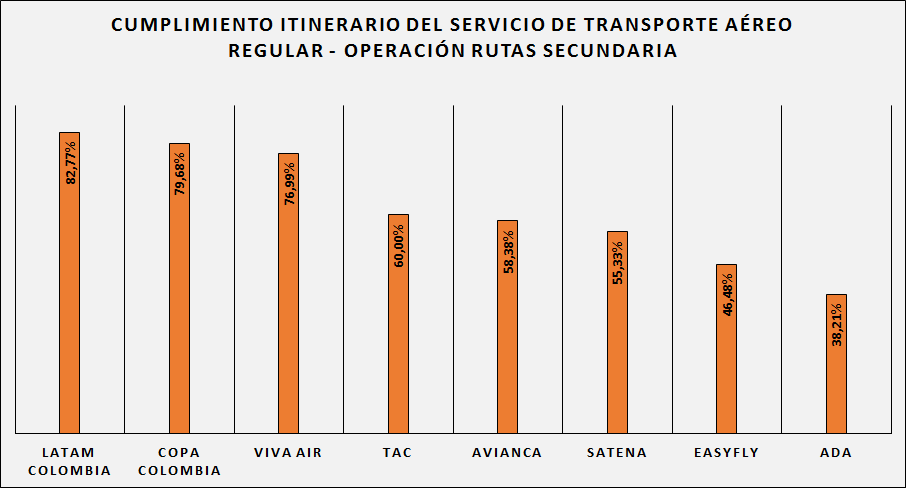 CUMPLIMIENTO ITINERARIO DEL SERVICIO DE TRANSPORTE AÉREO
REGULAR - OPERACIÓN RUTAS SECUNDARIA
82,77%
79,68%
76,99%
60,00%
58,38%
55,33%
46,48%
38,21%
LATAM
COLOMBIA
COPA
COLOMBIA
VIVA AIR
TAC
AVIANCA
SATENA
EASYFLY
ADA